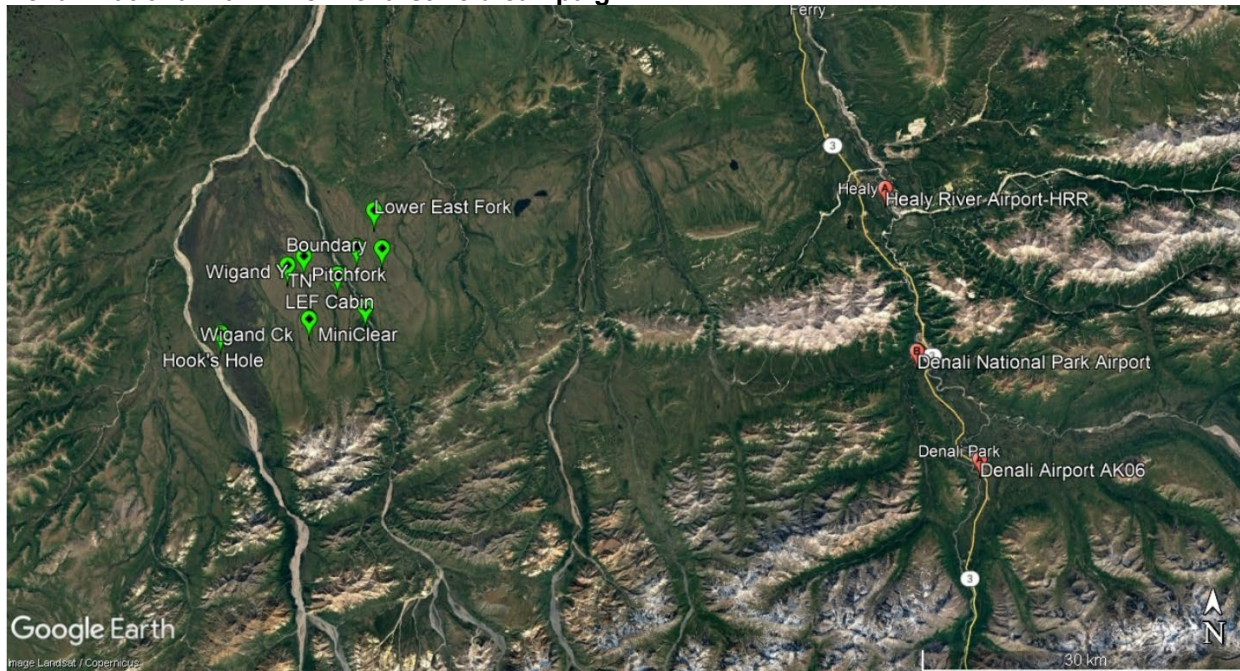 Ferry
3
A
Healy
Healy River Airport-HRR
Lower East Fork
Boundary
Wigand Y
TN
Pitchfork
LEF Cabin
Wigand Ck
MiniClear
Hook's Hole
B
Denali National Park Airport
Denali Park
Denali Airport AK06
3
Google Earth
Image Landsat / Copernicus
30 km
N